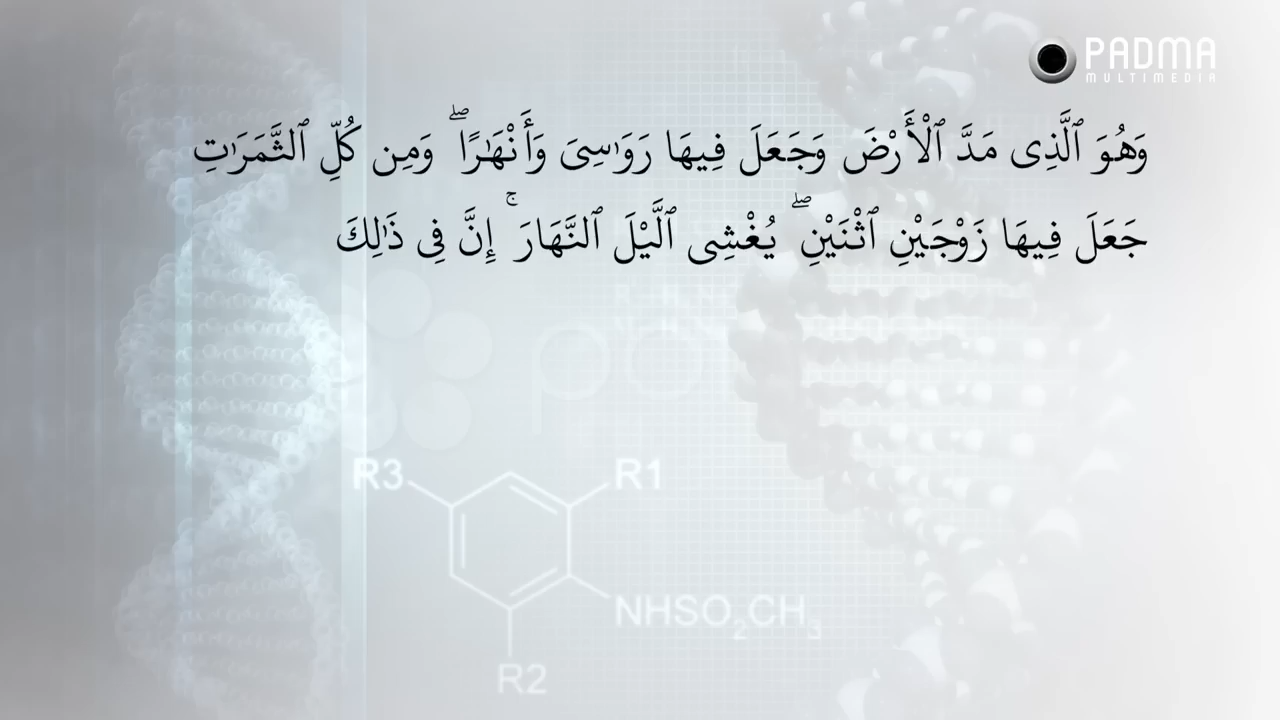 PADMA
MULTIMEDIA
وَهُوَ ٱلَّذِى مَدَّ ٱلْأَرْضَ وَجَعَلَ فِيهَا رَوَٰسِىَ وَأَنْهَٰرًا ۖ وَمِن كُلِّ ٱلثَّمَرَٰتِ
جَعَلَ فِيهَا زَوْجَيْنِ ٱثْنَيْنِ ۖ يُغْشِى ٱلَّيْلَ ٱلنَّهَارَ ۚ إِنَّ فِى ذَٰلِكَ
R3
R1
NHSO₂CH₃
R2